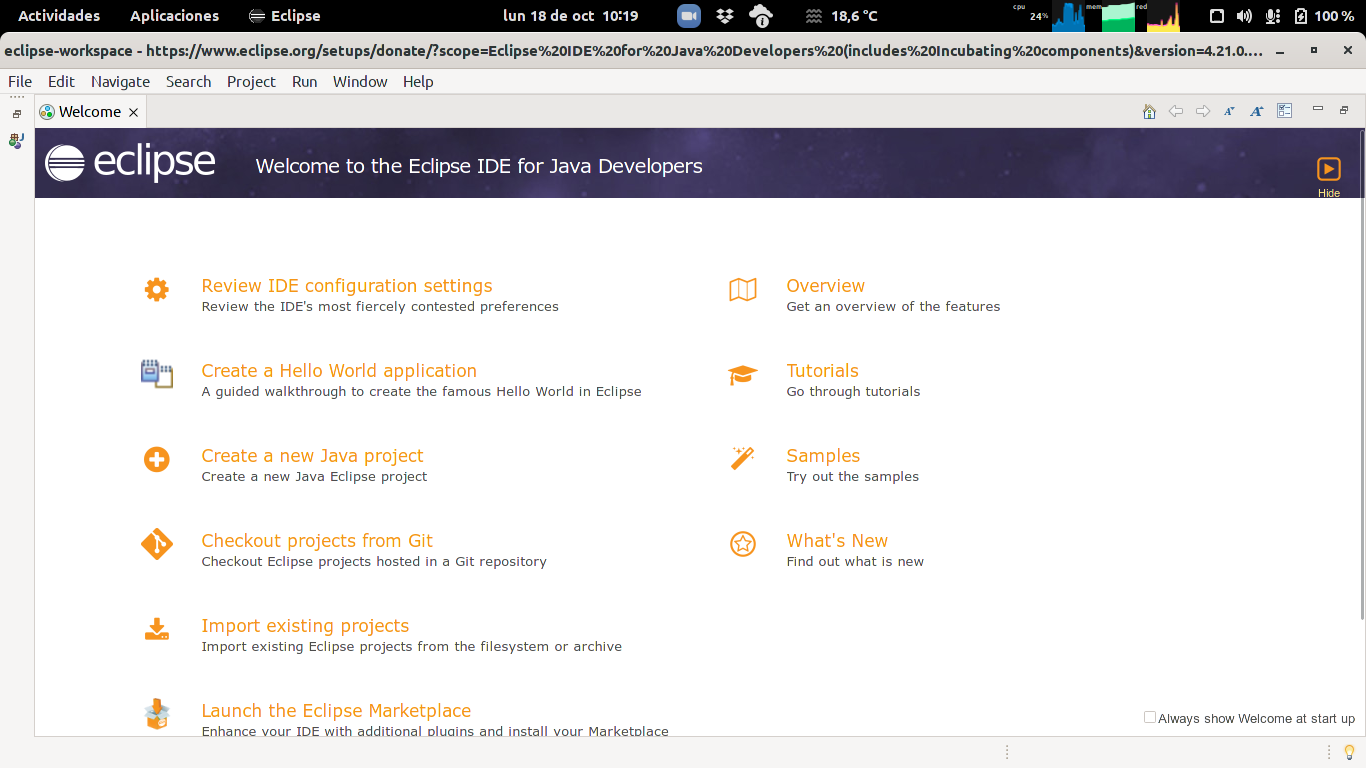 Actividades Aplicaciones Eclipse lun 18 de oct 10:19 18,6 °C cpu 24% mem red 100 %
eclipse-workspace - https://www.eclipse.org/setups/donate/?scope=Eclipse%20IDE%20for%20Java%20Developers%20(includes%20Incubating%20components)&version=4.21.0....
File Edit Navigate Search Project Run Window Help
Welcome
eclipse Welcome to the Eclipse IDE for Java Developers
Hide
Review IDE configuration settings
Review the IDE's most fiercely contested preferences
Overview
Get an overview of the features
Create a Hello World application
A guided walkthrough to create the famous Hello World in Eclipse
Tutorials
Go through tutorials
Create a new Java project
Create a new Java Eclipse project
Samples
Try out the samples
Checkout projects from Git
Checkout Eclipse projects hosted in a Git repository
What's New
Find out what is new
Import existing projects
Import existing Eclipse projects from the filesystem or archive
Launch the Eclipse Marketplace
Enhance your IDE with additional plugins and install your Marketplace
Always show Welcome at start up